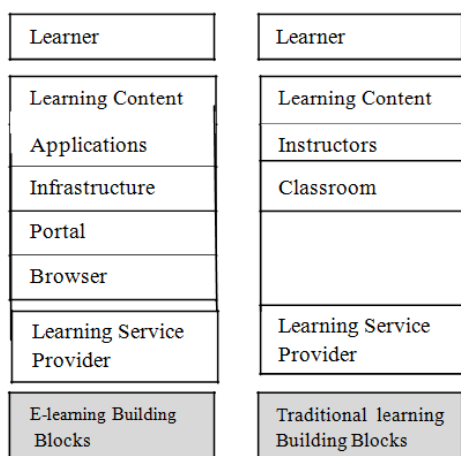 Learner
Learning Content
Applications
Infrastructure
Portal
Browser
Learning Service
Provider
E-learning Building
Blocks
Learner
Learning Content
Instructors
Classroom
Learning Service
Provider
Traditional learning
Building Blocks